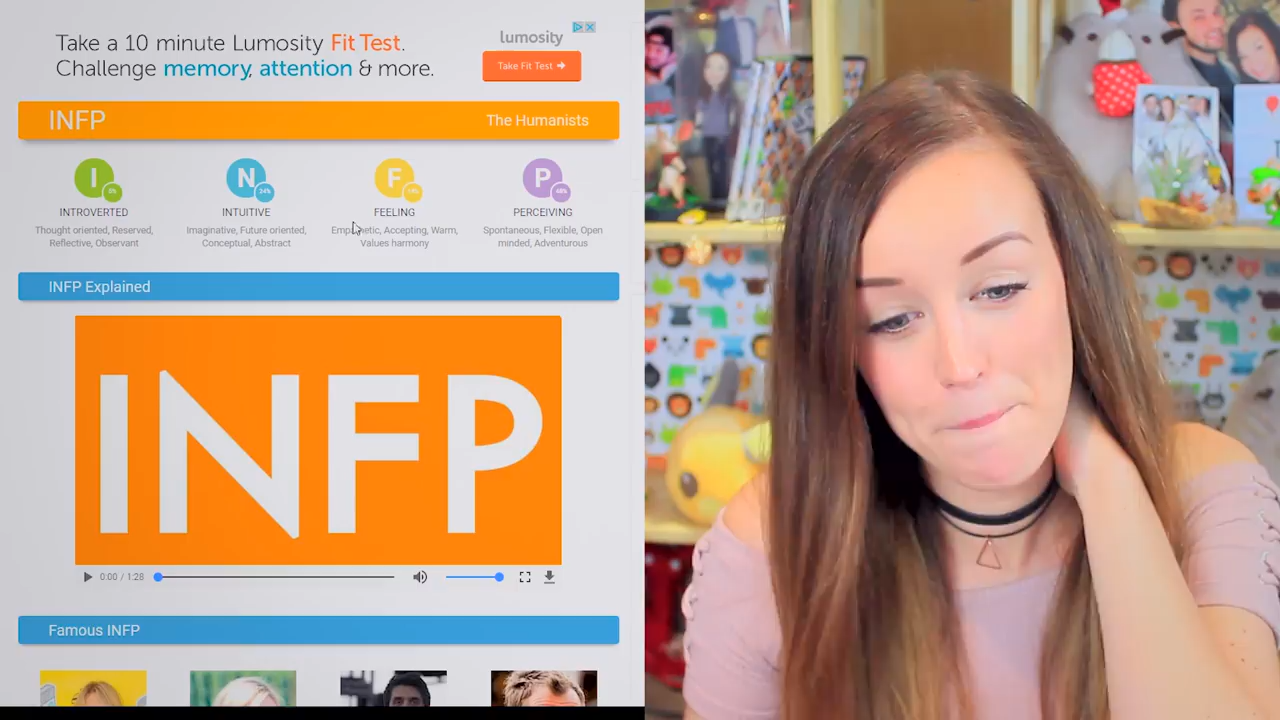 Take a 10 minute Lumosity Fit Test.
Challenge memory, attention & more.
lumosity
Take Fit Test
INFP
The Humanists
I
N
F
P
34%
INTROVERTED
INTUITIVE
FEELING
PERCEIVING
Thought oriented, Reserved,
Reflective, Observant
Imaginative, Future oriented,
Conceptual, Abstract
Accepting, Warm,
Values harmony
Spontaneous, Flexible, Open
minded, Adventurous
INFP Explained
INFP
0:00 / 1:28
Famous INFP